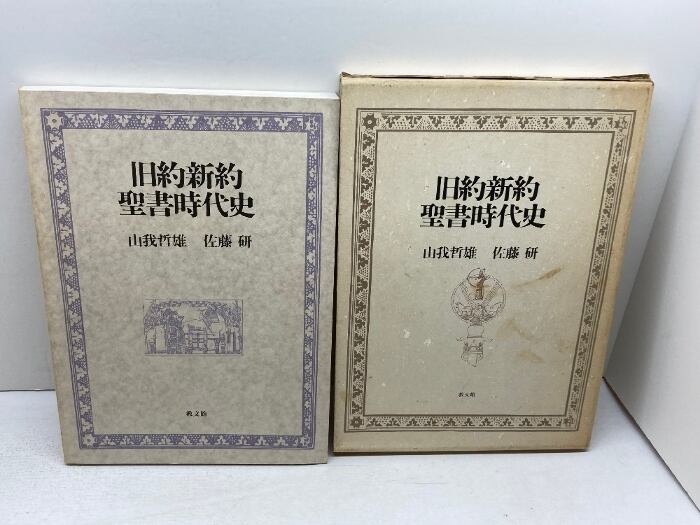 旧約新約
聖書時代史
山我哲雄 佐藤 研
教文館
旧約新約
聖書時代史
山我哲雄 佐藤 研
教文館